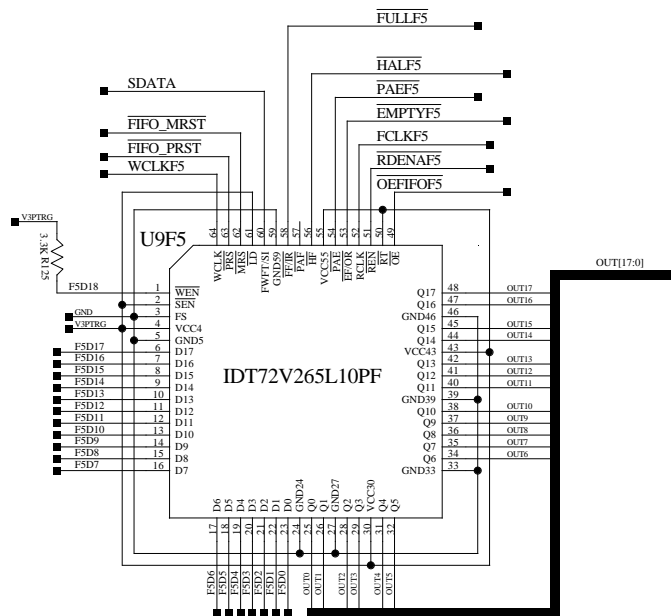 FULLF5
HALF5
SDATA
PAEF5
EMPTYF5
FIFO_MRST
FCLKF5
FIFO_PRST
RDENAF5
WCLKF5
OEFIFOF5
V3PTRG
3.3K R125
U9F5
64 63 62 61 60 59 58 57 56 55 54 53 52 51 50 49
WCLK PRS MRS LD FWFT/SI GND59 FF/IR PAF HF VCC55 PAE EF/OR RCLK REN RT OE
OUT[17:0]
F5D18 1 WEN
2 SEN
GND 3 FS
V3PTRG 4 VCC4
5 GND5
F5D17 6 D17
F5D16 7 D16
F5D15 8 D15
F5D14 9 D14
F5D13 10 D13
F5D12 11 D12
F5D11 12 D11
F5D10 13 D10
F5D9 14 D9
F5D8 15 D8
F5D7 16 D7
IDT72V265L10PF
Q17 48 OUT17
Q16 47 OUT16
GND46 46
Q15 45 OUT15
Q14 44 OUT14
VCC43 43
Q13 42 OUT13
Q12 41 OUT12
Q11 40 OUT11
GND39 39
Q10 38 OUT10
Q9 37 OUT9
Q8 36 OUT8
Q7 35 OUT7
Q6 34 OUT6
GND33 33
D6 D5 D4 D3 D2 D1 D0 GND24 Q0 Q1 GND27 Q2 Q3 VCC30 Q4 Q5
17 18 19 20 21 22 23 24 25 26 27 28 29 30 31 32
F5D6 F5D5 F5D4 F5D3 F5D2 F5D1 F5D0 OUT0 OUT1 OUT2 OUT3 OUT4 OUT5